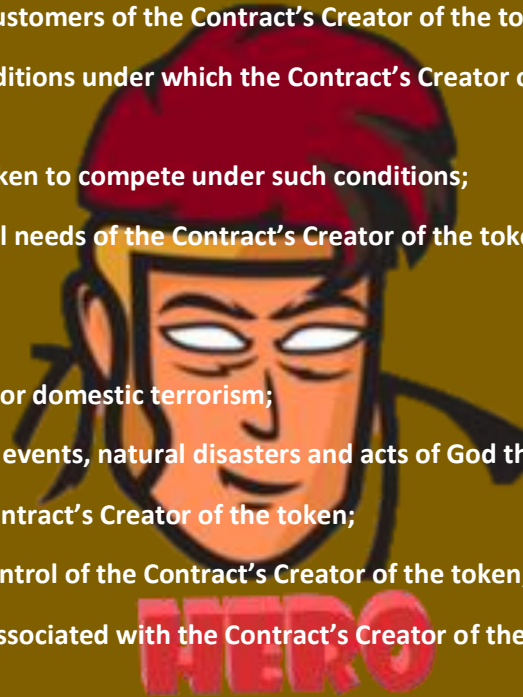 ustomers of the Contract’s Creator of the to
ditions under which the Contract’s Creator
ken to compete under such conditions;
l needs of the Contract’s Creator of the toke
or domestic terrorism;
events, natural disasters and acts of God th
ntract’s Creator of the token;
ntrol of the Contract’s Creator of the token
ssociated with the Contract’s Creator of the
HERO